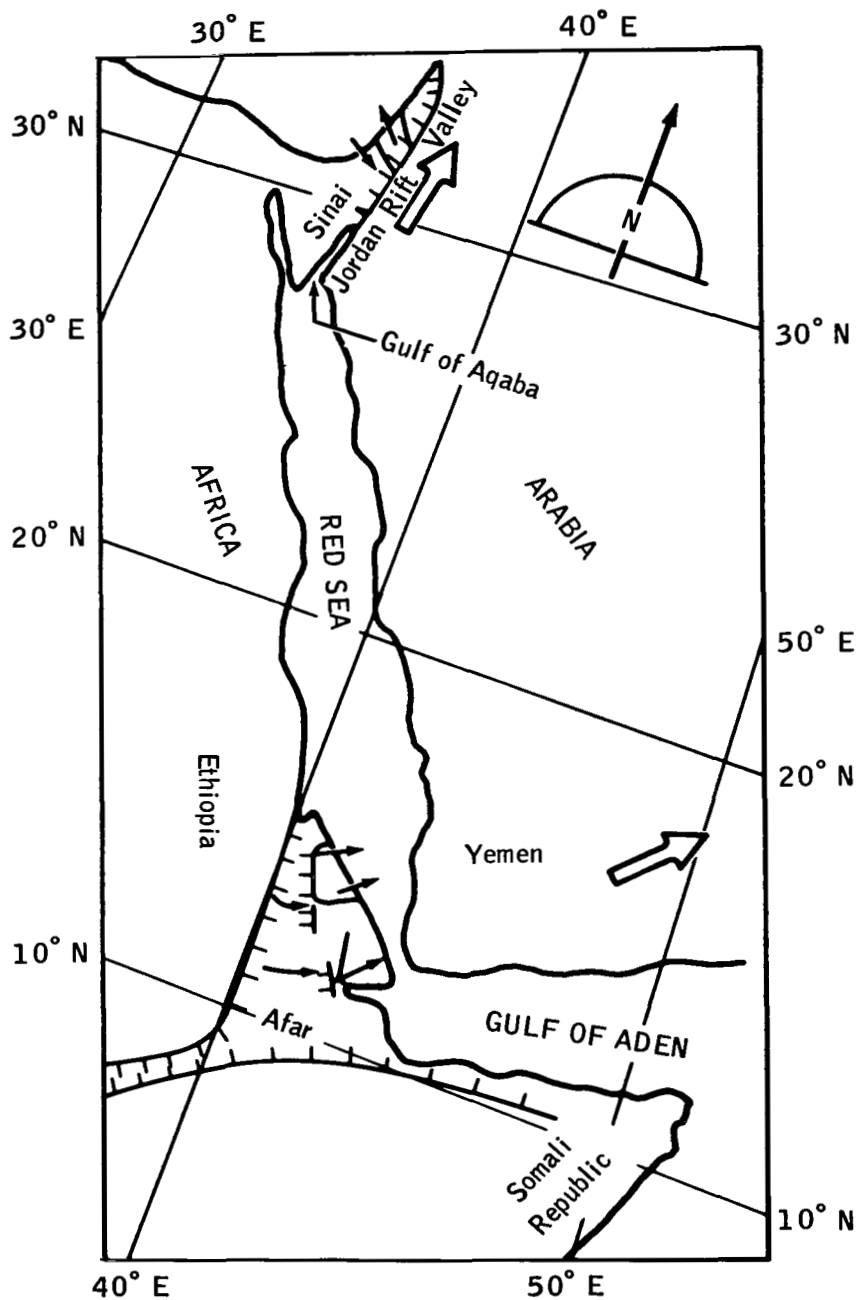 30° E
40° E
30° N
Sinai
Jordan Rift Valley
N
30° E
Gulf of Aqaba
30° N
AFRICA
RED SEA
ARABIA
20° N
50° E
Ethiopia
20° N
Yemen
10° N
Afar
GULF OF ADEN
Somali
Republic
10° N
40° E
50° E